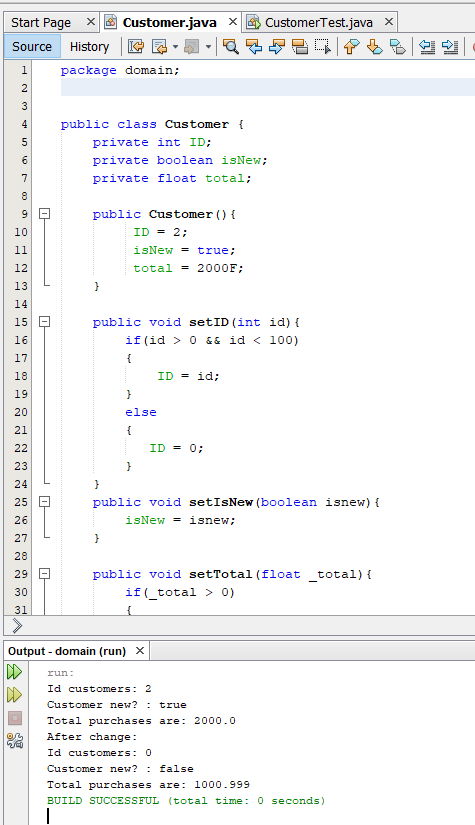 Start Page Customer.java CustomerTest.java
Source History
1 package domain;
2
3
4 public class Customer {
5 private int ID;
6 private boolean isNew;
7 private float total;
8
9 public Customer(){
10 ID = 2;
11 isNew = true;
12 total = 2000F;
13 }
14
15 public void setID(int id){
16 if(id > 0 && id < 100)
17 {
18 ID = id;
19 }
20 else
21 {
22 ID = 0;
23 }
24 }
25 public void setIsNew(boolean isnew){
26 isNew = isnew;
27 }
28
29 public void setTotal(float _total){
30 if(_total > 0)
31 {
Output - domain (run)
run:
Id customers: 2
Customer new? : true
Total purchases are: 2000.0
After change:
Id customers: 0
Customer new? : false
Total purchases are: 1000.999
BUILD SUCCESSFUL (total time: 0 seconds)